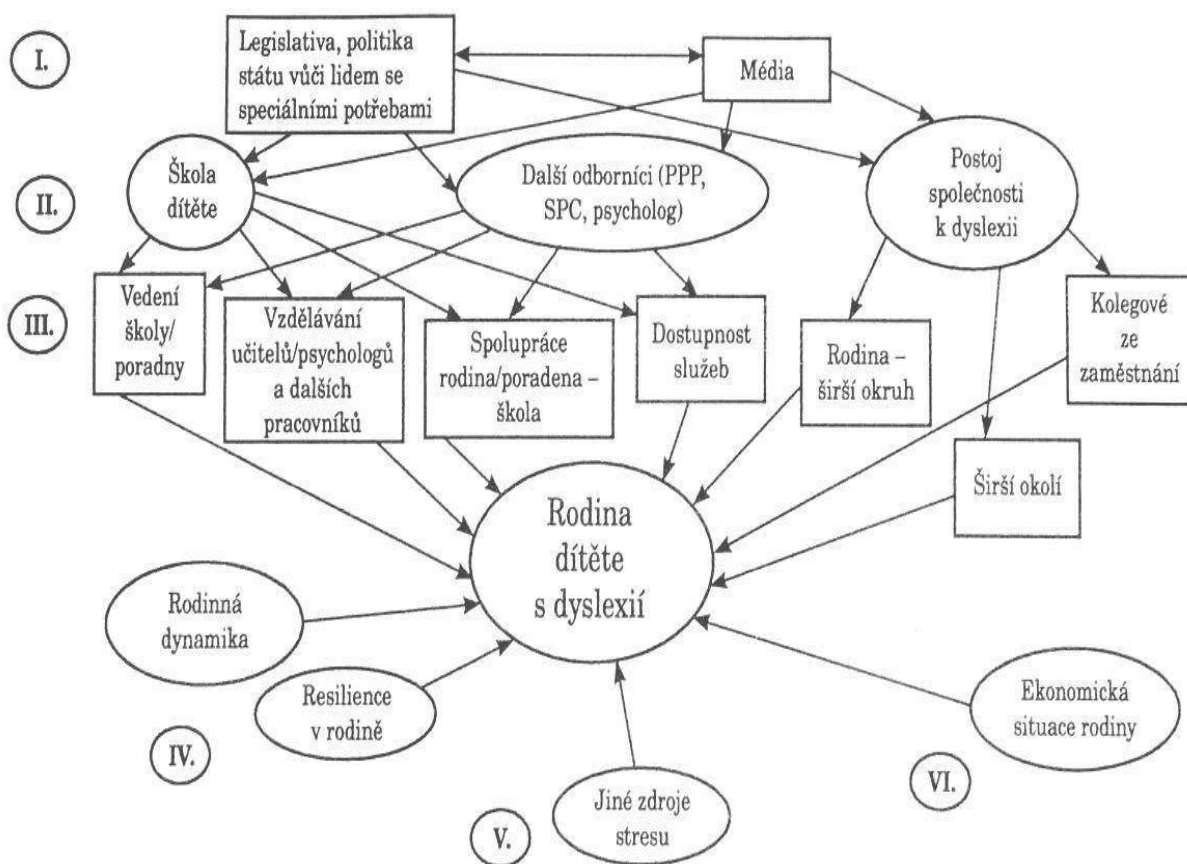 I.
Legislativa, politika
státu vůči lidem se
speciálními potřebami
Média
II.
Škola
dítěte
Další odborníci (PPP,
SPC, psycholog)
Postoj
společnosti
k dyslexii
III.
Vedení
školy/
poradny
Vzdělávání
učitelů/psychologů
a dalších
pracovníků
Spolupráce
rodina/poradena –
škola
Dostupnost
služeb
Rodina –
širší okruh
Kolegové
ze
zaměstnání
Širší okolí
Rodina
dítěte
s dyslexií
Rodinná
dynamika
Resilience
v rodině
Ekonomická
situace rodiny
IV.
VI.
Jiné zdroje
stresu
V.